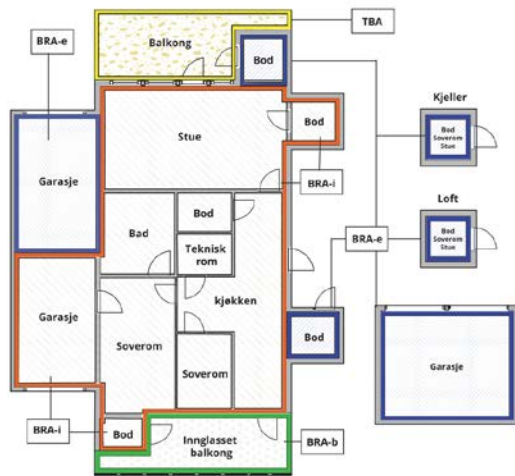 TBA
Balkong
BRA-e
Bod
Kjeller
Stue
Bod
Bod
Soverom
Stue
Garasje
BRA-i
Loft
Bad
Bod
Bod
Soverom
Stue
Teknisk
rom
BRA-e
Garasje
kjøkken
Bod
Soverom
Soverom
Garasje
BRA-i
Bod
Innglasset
balkong
BRA-b